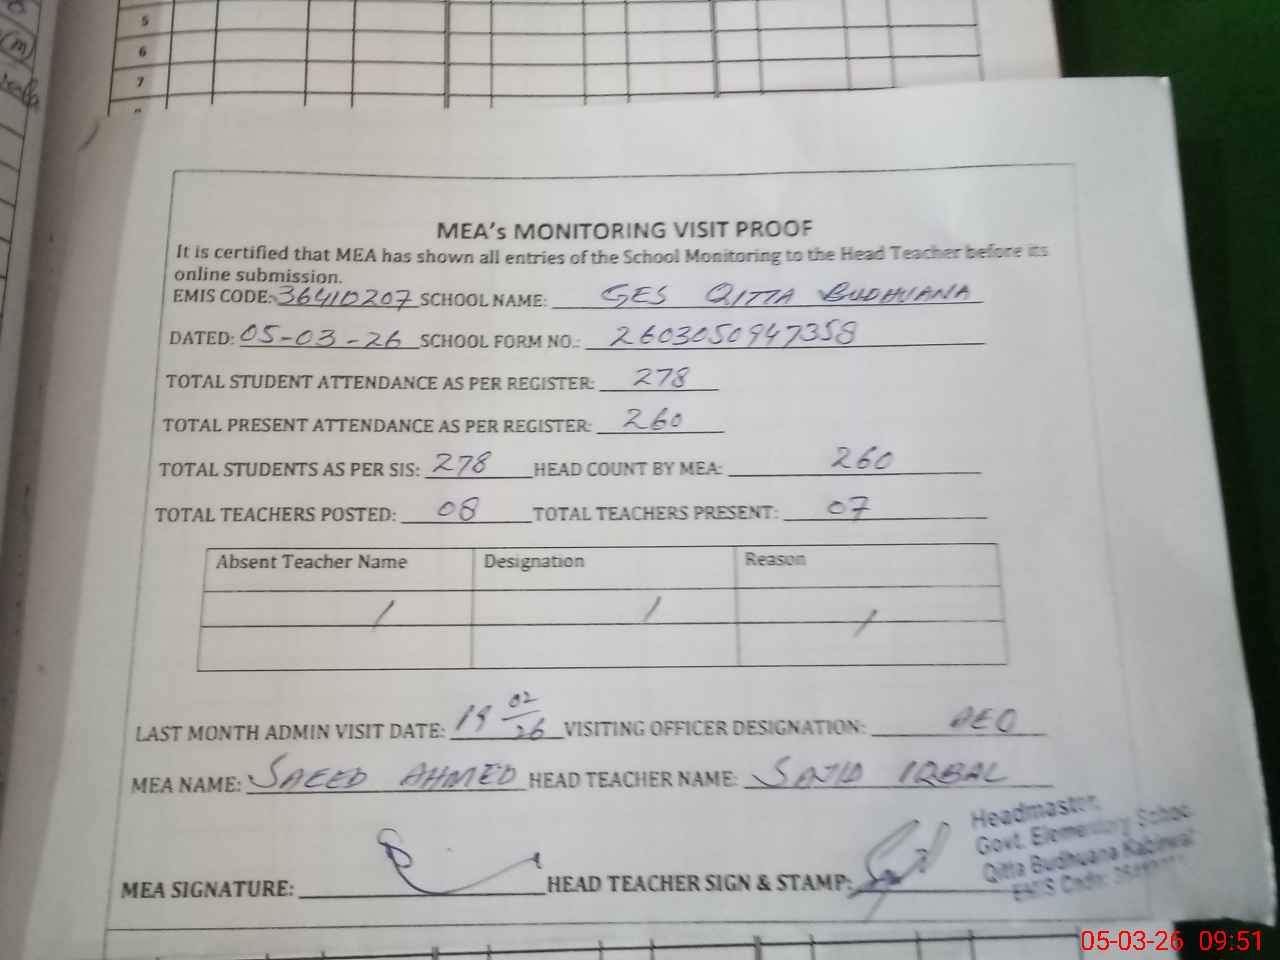 5
6
7
MEA's MONITORING VISIT PROOF
It is certified that MEA has shown all entries of the School Monitoring to the Head Teacher before its
online submission.
EMIS CODE: 36410207 SCHOOL NAME: GES QITTA BUDHUANA
DATED: 05-03-26 SCHOOL FORM NO.: 2603050947358
TOTAL STUDENT ATTENDANCE AS PER REGISTER: 278
TOTAL PRESENT ATTENDANCE AS PER REGISTER: 260
TOTAL STUDENTS AS PER SIS: 278 HEAD COUNT BY MEA: 260
TOTAL TEACHERS POSTED: 08 TOTAL TEACHERS PRESENT: 07
Absent Teacher Name Designation Reason
/ / /
LAST MONTH ADMIN VISIT DATE: 19 02/26 VISITING OFFICER DESIGNATION: DEO
MEA NAME: SAEED AHMED HEAD TEACHER NAME: SAJID IQBAL
MEA SIGNATURE: HEAD TEACHER SIGN & STAMP:
Headmaster
Govt. Elementary School
Qitta Budhuana
EMIS Code:
05-03-26 09:51